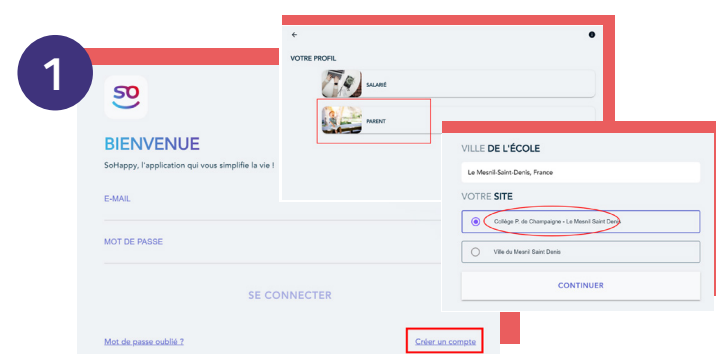 1
so
BIENVENUE
SoHappy, l'application qui vous simplifie la vie !
E-MAIL
MOT DE PASSE
SE CONNECTER
Mot de passe oublié ?
Créer un compte
VOTRE PROFIL
SALARIÉ
PARENT
VILLE DE L'ÉCOLE
Le Mesnil-Saint-Denis, France
VOTRE SITE
Collège P. de Champaigne - Le Mesnil Saint Denis
Ville du Mesnil Saint Denis
CONTINUER